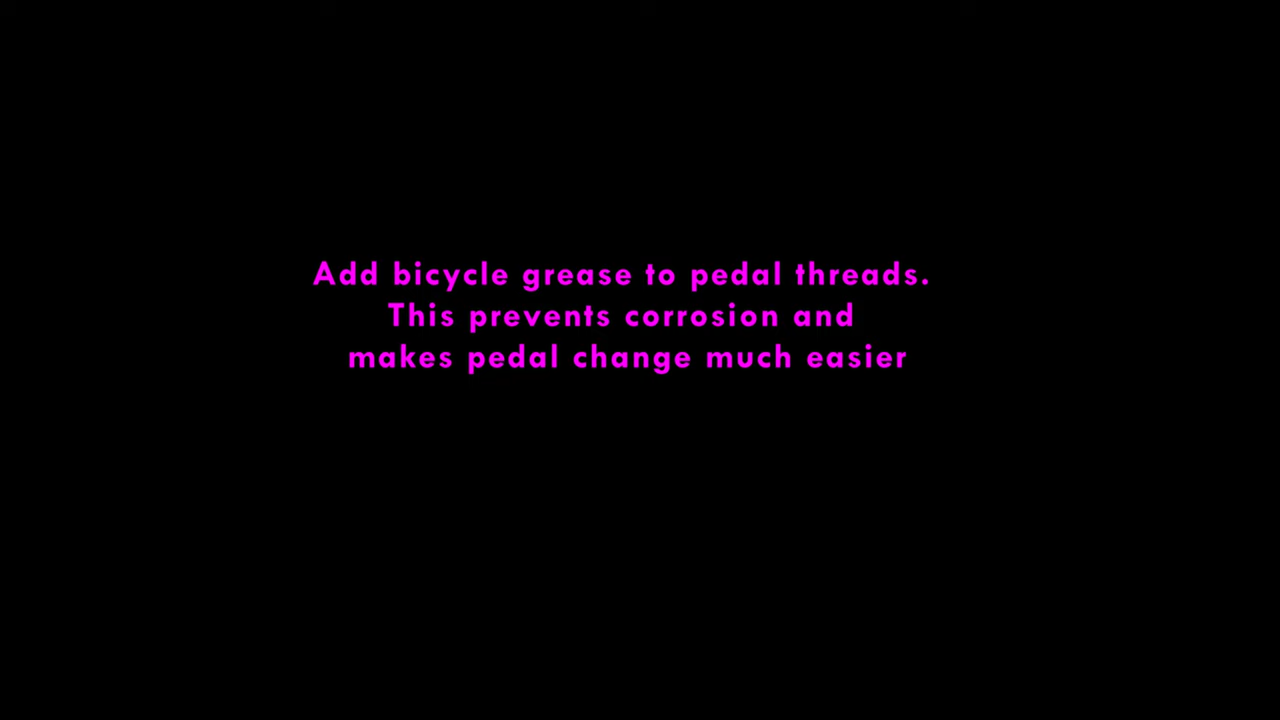 Add bicycle grease to pedal threads.
This prevents corrosion and
makes pedal change much easier